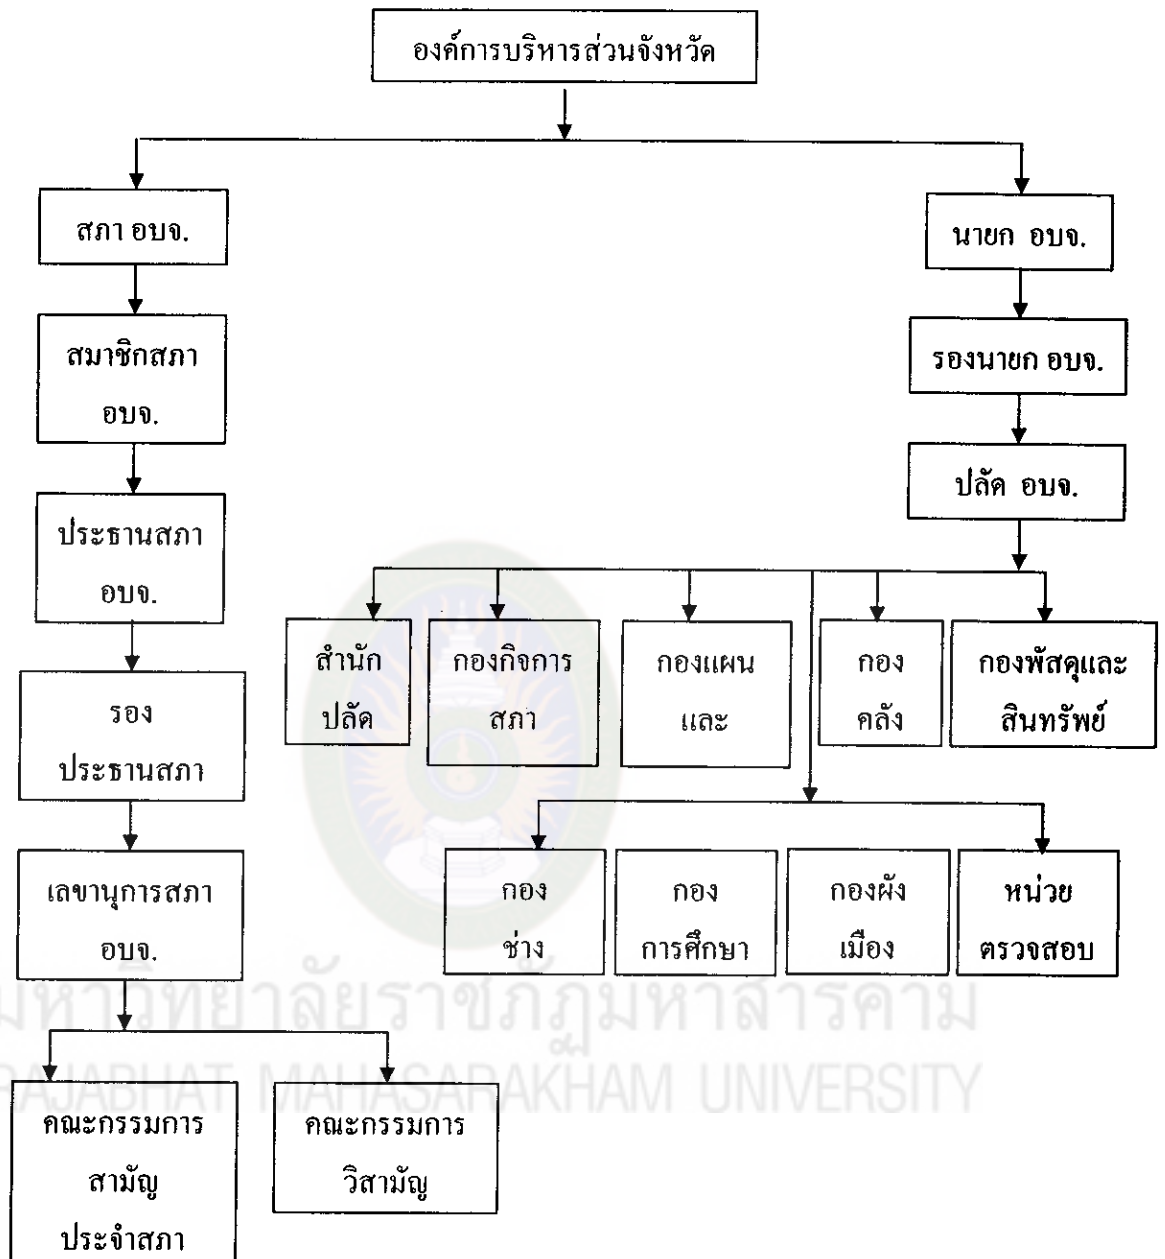 องค์การบริหารส่วนจังหวัด
สภา อบจ.
นายก อบจ.
สมาชิกสภา
อบจ.
รองนายก อบจ.
ปลัด อบจ.
ประธานสภา
อบจ.
รอง
ประธานสภา
เลขานุการสภา
อบจ.
คณะกรรมการ
สามัญ
ประจำสภา
คณะกรรมการ
วิสามัญ
สำนัก
ปลัด
กองกิจการ
สภา
กองแผน
และ
กอง
คลัง
กองพัสดุและ
สินทรัพย์
กอง
ช่าง
กอง
การศึกษา
กองผัง
เมือง
หน่วย
ตรวจสอบ
มหาวิทยาลัยราชภัฏมหาสารคาม
RAJABHAT MAHASARAKHAM UNIVERSITY